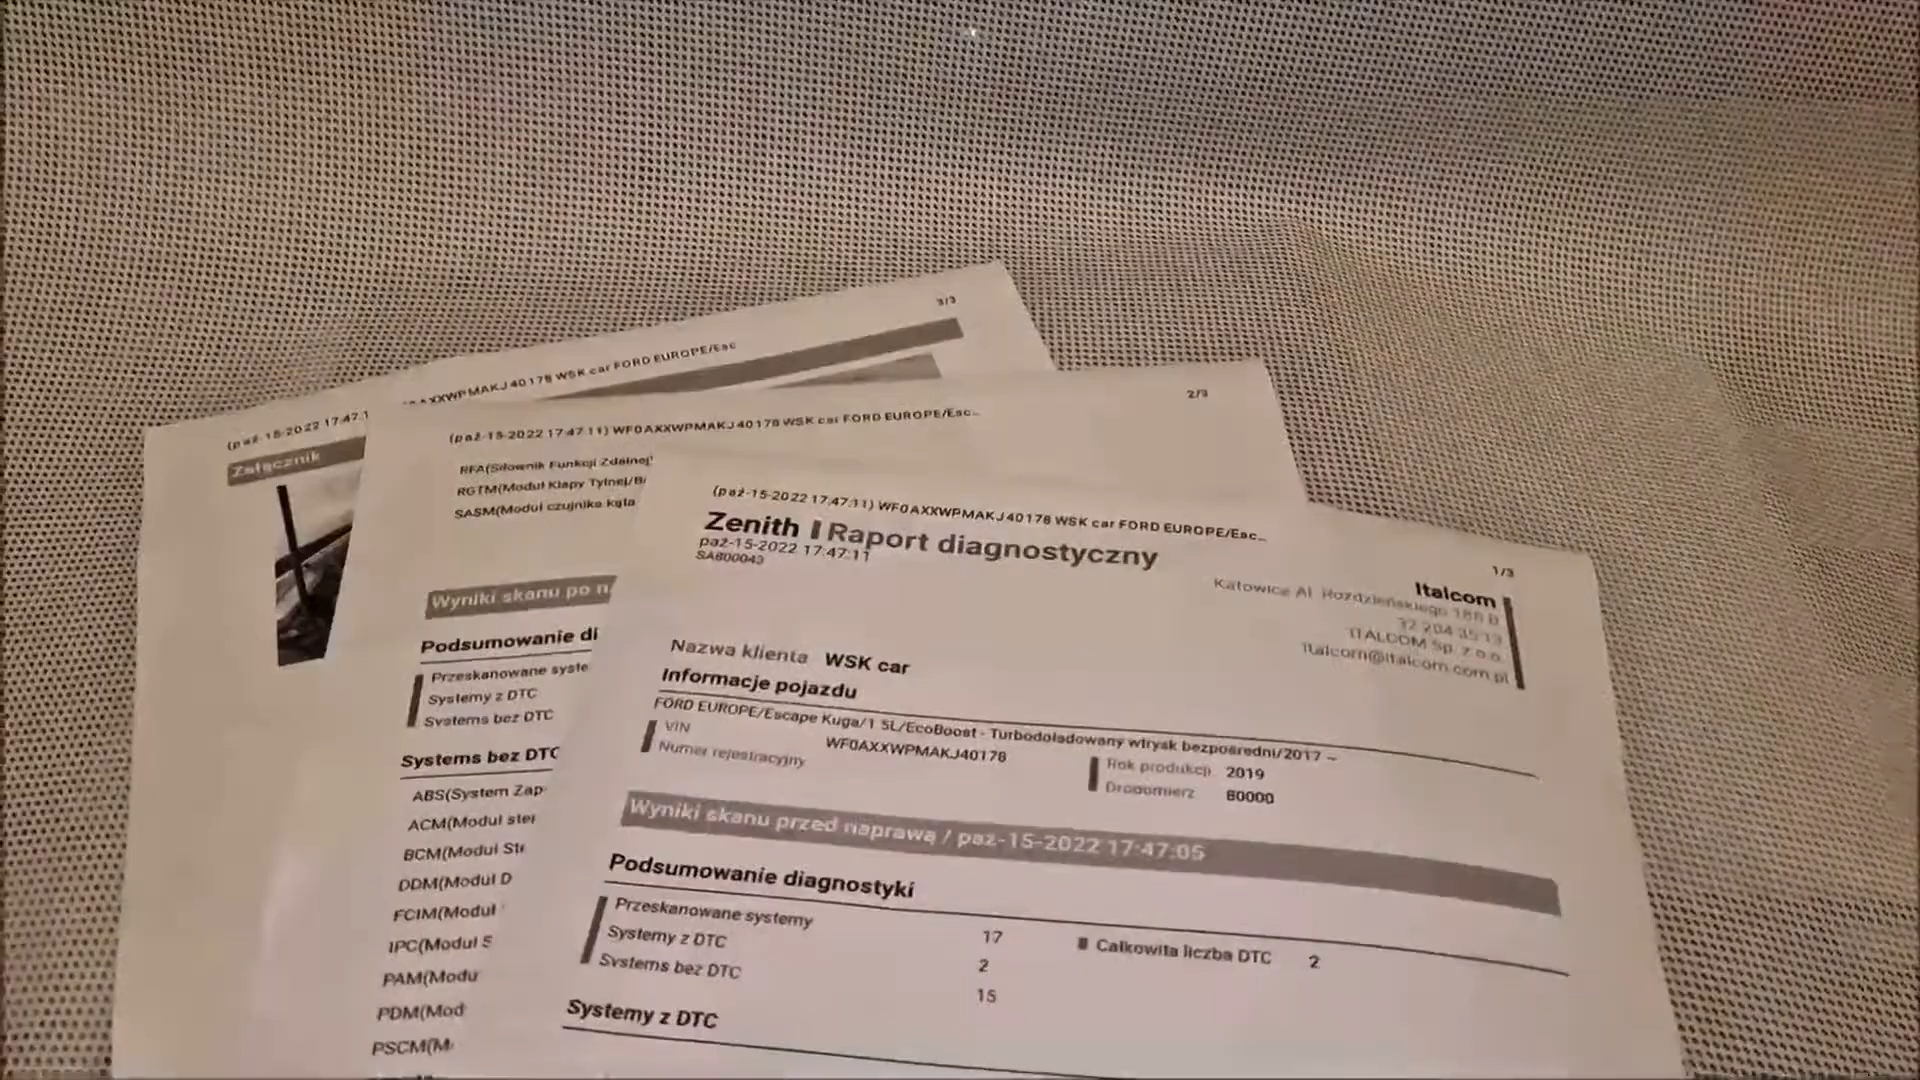 3/3
AXXWPMAKJ40178 WSK car FORD EUROPE/Esc
(paź-15-2022 17:47:1
Załącznik
2/3
(paź-15-2022 17:47:11) WF0AXXWPMAKJ40178 WSK car FORD EUROPE/Esc...
RFA(Siłownik Funkcji Zdalnej
RGTM(Moduł Klapy Tylnej/B
SASM(Moduł czujnika kąta
Wyniki skanu po n
Podsumowanie di
Przeskanowane syste
Systemy z DTC
Systems bez DTC
Systems bez DTC
ABS(System Zap
ACM(Moduł ster
BCM(Moduł Ste
DDM(Moduł D
FCIM(Moduł
IPC(Moduł S
PAM(Modu
PDM(Mod
PSCM(M
1/3
(paź-15-2022 17:47:11) WF0AXXWPMAKJ40178 WSK car FORD EUROPE/Esc...
Zenith Raport diagnostyczny
paź-15-2022 17:47:11
SA600043
Italcom
Katowice Al. Roździeńskiego 188 B
32 204 35 13
ITALCOM Sp. z o.o.
italcom@italcom.com.pl
Nazwa klienta WSK car
Informacje pojazdu
FORD EUROPE/Escape Kuga/1.5L/EcoBoost - Turbodoładowany wtrysk bezpośredni/2017 ~
VIN WF0AXXWPMAKJ40178 Rok produkcji 2019
Numer rejestracyjny Drogomierz 80000
Wyniki skanu przed naprawą / paź-15-2022 17:47:05
Podsumowanie diagnostyki
Przeskanowane systemy 17 Całkowita liczba DTC 2
Systemy z DTC 2
Systems bez DTC 15
Systemy z DTC